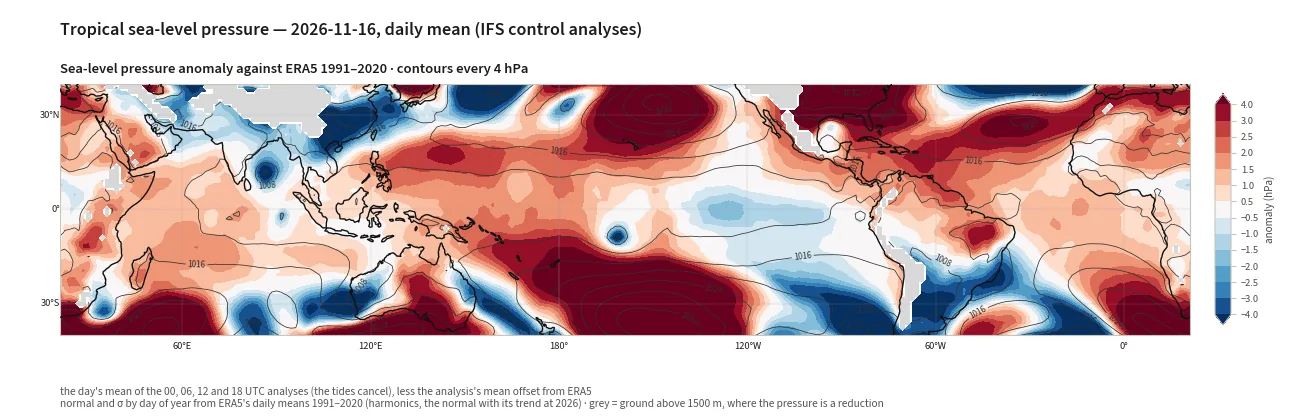 Tropical sea-level pressure — 2026-11-16, daily mean (IFS control analyses)
Sea-level pressure anomaly against ERA5 1991–2020 · contours every 4 hPa
30°N
0°
30°S
60°E
120°E
180°
120°W
60°W
0°
1016
1016
1008
1016
1008
1016
1016
1016
1008
1016
4.0
3.0
2.5
2.0
1.5
1.0
0.5
−0.5
−1.0
−1.5
−2.0
−2.5
−3.0
−4.0
anomaly (hPa)
the day's mean of the 00, 06, 12 and 18 UTC analyses (the tides cancel), less the analysis's mean offset from ERA5
normal and σ by day of year from ERA5's daily means 1991–2020 (harmonics, the normal with its trend at 2026) · grey = ground above 1500 m, where the pressure is a reduction